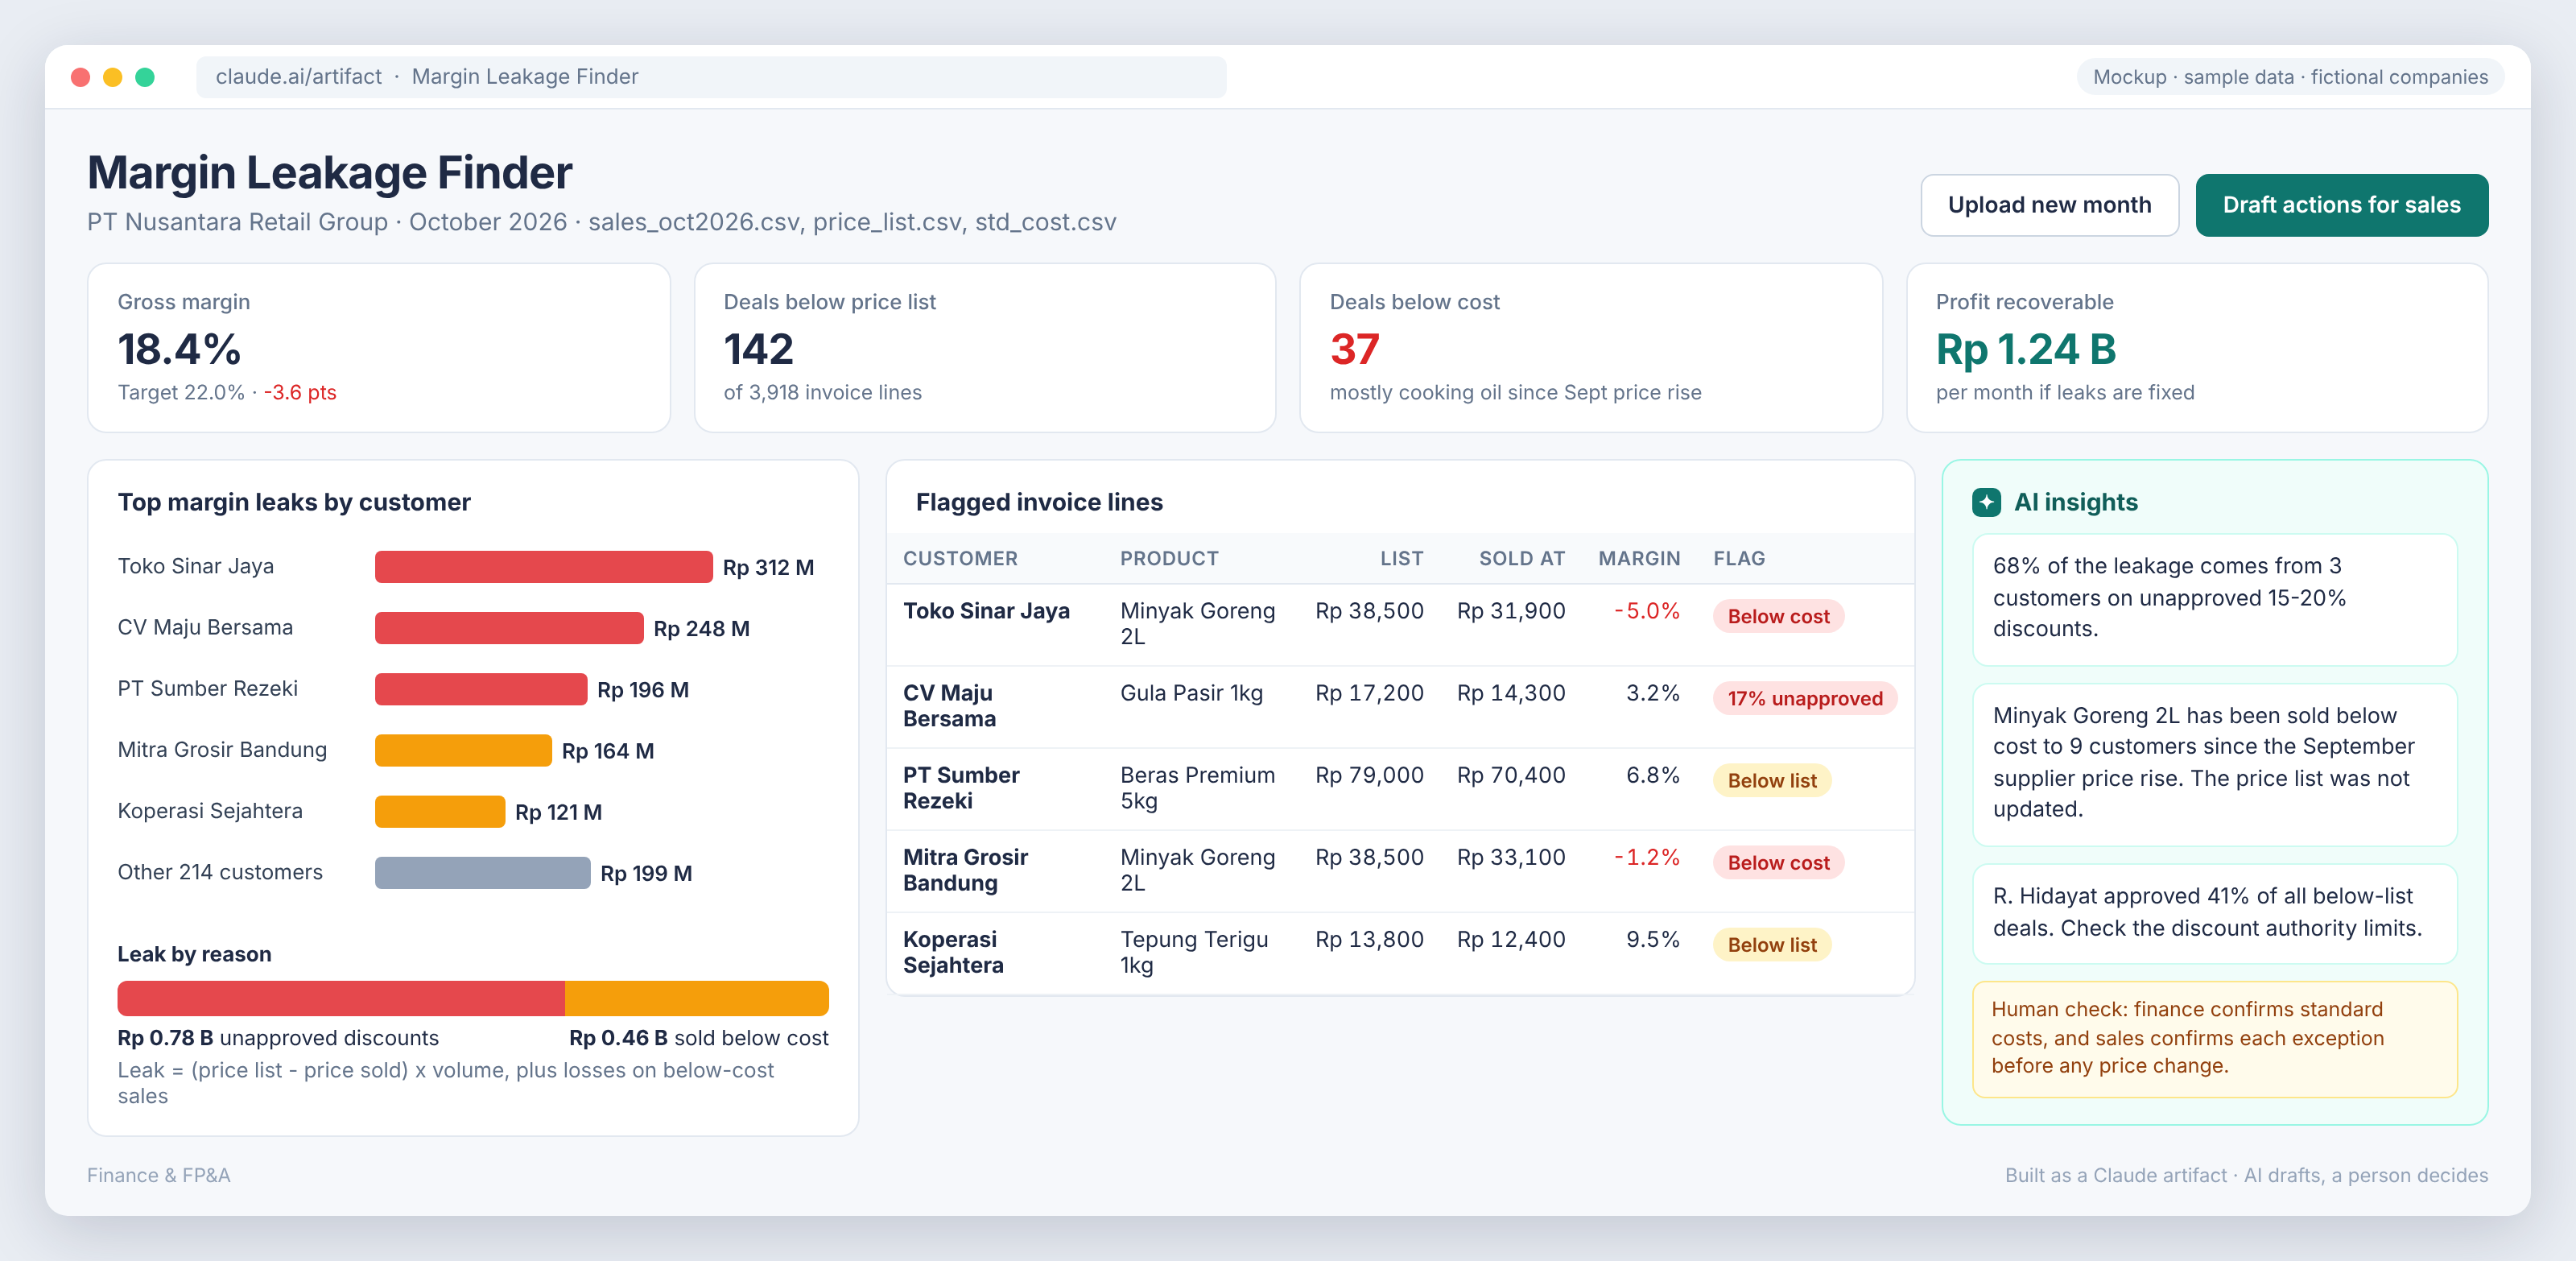 claude.ai/artifact · Margin Leakage Finder
Mockup · sample data · fictional companies
Margin Leakage Finder
PT Nusantara Retail Group · October 2026 · sales_oct2026.csv, price_list.csv, std_cost.csv
Upload new month
Draft actions for sales
Gross margin
18.4%
Target 22.0% · -3.6 pts
Deals below price list
142
of 3,918 invoice lines
Deals below cost
37
mostly cooking oil since Sept price rise
Profit recoverable
Rp 1.24 B
per month if leaks are fixed
Top margin leaks by customer
Toko Sinar Jaya Rp 312 M
CV Maju Bersama Rp 248 M
PT Sumber Rezeki Rp 196 M
Mitra Grosir Bandung Rp 164 M
Koperasi Sejahtera Rp 121 M
Other 214 customers Rp 199 M
Leak by reason
Rp 0.78 B unapproved discounts
Rp 0.46 B sold below cost
Leak = (price list - price sold) x volume, plus losses on below-cost
sales
Flagged invoice lines
CUSTOMER PRODUCT LIST SOLD AT MARGIN FLAG
Toko Sinar Jaya Minyak Goreng Rp 38,500 Rp 31,900 -5.0% Below cost
2L
CV Maju Gula Pasir 1kg Rp 17,200 Rp 14,300 3.2% 17% unapproved
Bersama
PT Sumber Beras Premium Rp 79,000 Rp 70,400 6.8% Below list
Rezeki 5kg
Mitra Grosir Minyak Goreng Rp 38,500 Rp 33,100 -1.2% Below cost
Bandung 2L
Koperasi Tepung Terigu Rp 13,800 Rp 12,400 9.5% Below list
Sejahtera 1kg
AI insights
68% of the leakage comes from 3
customers on unapproved 15-20%
discounts.
Minyak Goreng 2L has been sold below
cost to 9 customers since the September
supplier price rise. The price list was not
updated.
R. Hidayat approved 41% of all below-list
deals. Check the discount authority limits.
Human check: finance confirms standard
costs, and sales confirms each exception
before any price change.
Finance & FP&A
Built as a Claude artifact · AI drafts, a person decides